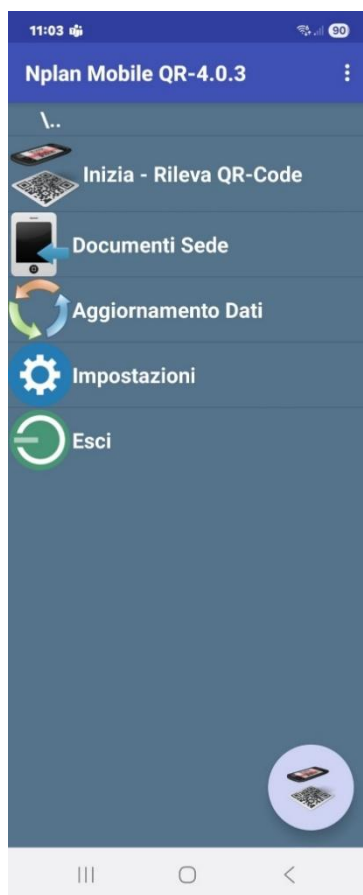 11:03
90
Nplan Mobile QR-4.0.3
\..
Inizia - Rileva QR-Code
Documenti Sede
Aggiornamento Dati
Impostazioni
Esci